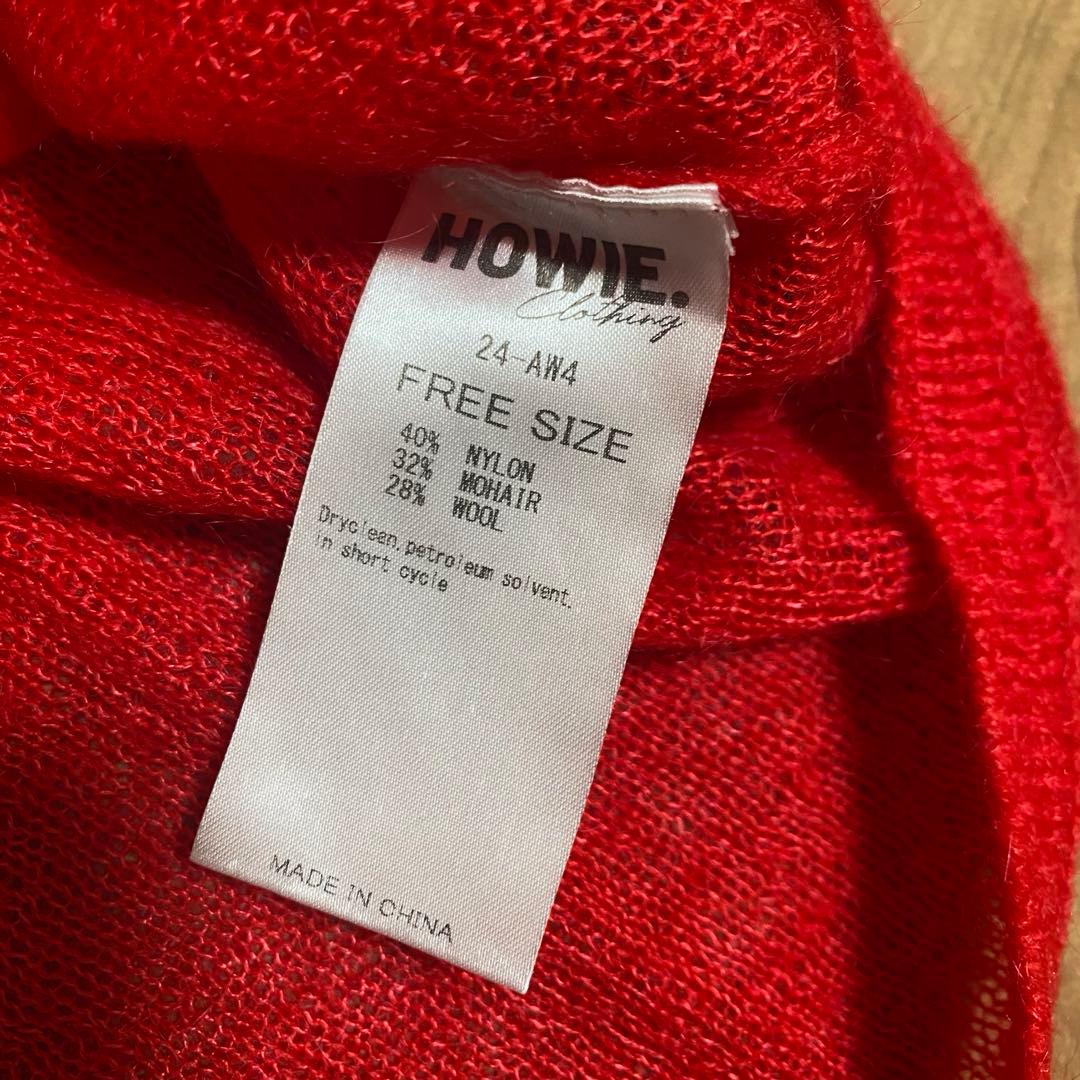 HOWIE.
Clothing
24-AW4
FREE SIZE
40% NYLON
32% MOHAIR
28% WOOL
Dryclean,petroleum solvent.
in short cycle
MADE IN CHINA